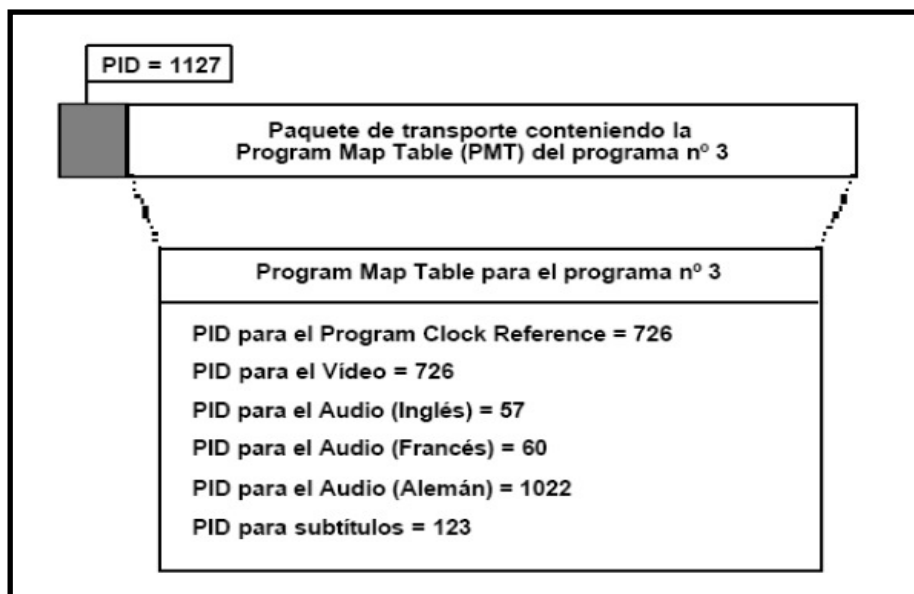 PID = 1127
Paquete de transporte conteniendo la
Program Map Table (PMT) del programa nº 3
Program Map Table para el programa nº 3
PID para el Program Clock Reference = 726
PID para el Vídeo = 726
PID para el Audio (Inglés) = 57
PID para el Audio (Francés) = 60
PID para el Audio (Alemán) = 1022
PID para subtítulos = 123